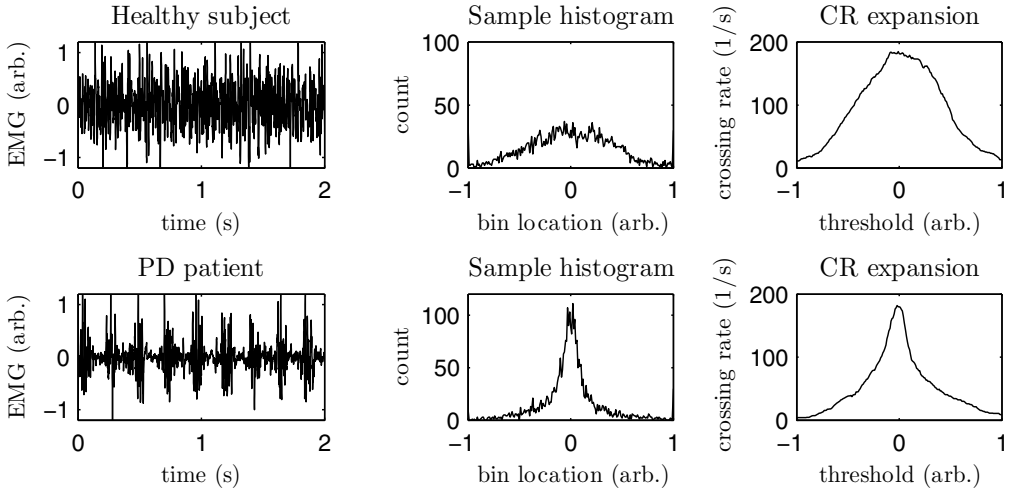 Healthy subject
Sample histogram
CR expansion
EMG (arb.)
1
0
−1
0
1
2
time (s)
count
100
50
0
−1
0
1
bin location (arb.)
crossing rate (1/s)
200
100
0
−1
0
1
threshold (arb.)
PD patient
Sample histogram
CR expansion
EMG (arb.)
1
0
−1
0
1
2
time (s)
count
100
50
0
−1
0
1
bin location (arb.)
crossing rate (1/s)
200
100
0
−1
0
1
threshold (arb.)